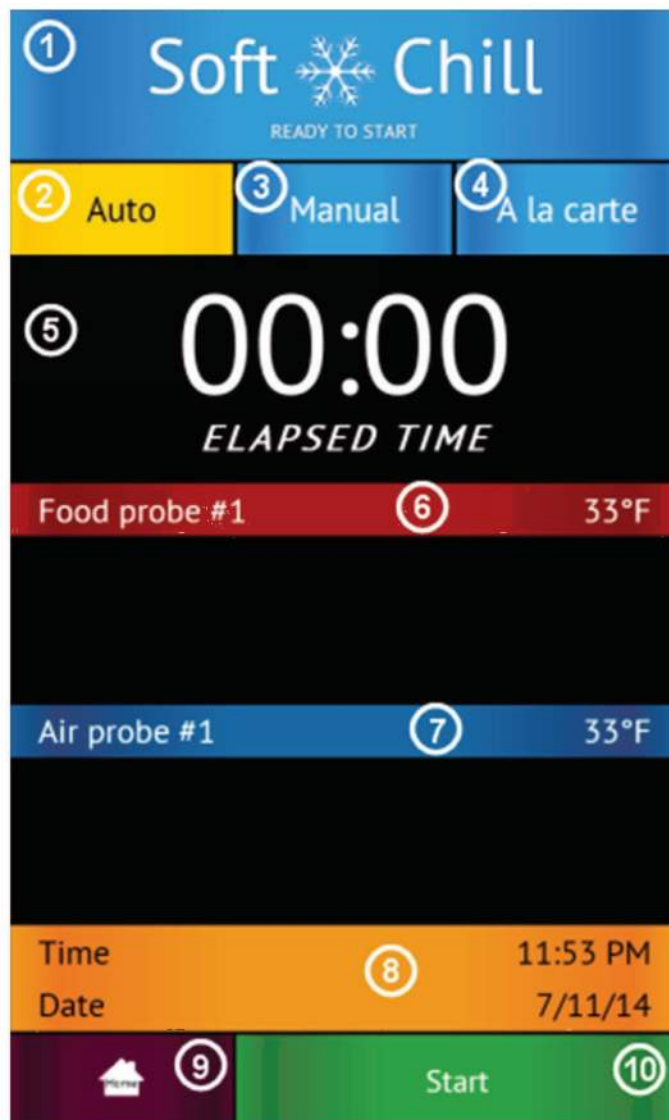 1 Soft Chill
READY TO START
2 Auto 3 Manual 4 A la carte
5 00:00
ELAPSED TIME
Food probe #1 6 33°F
Air probe #1 7 33°F
Time 11:53 PM
8
Date 7/11/14
Home 9 Start 10